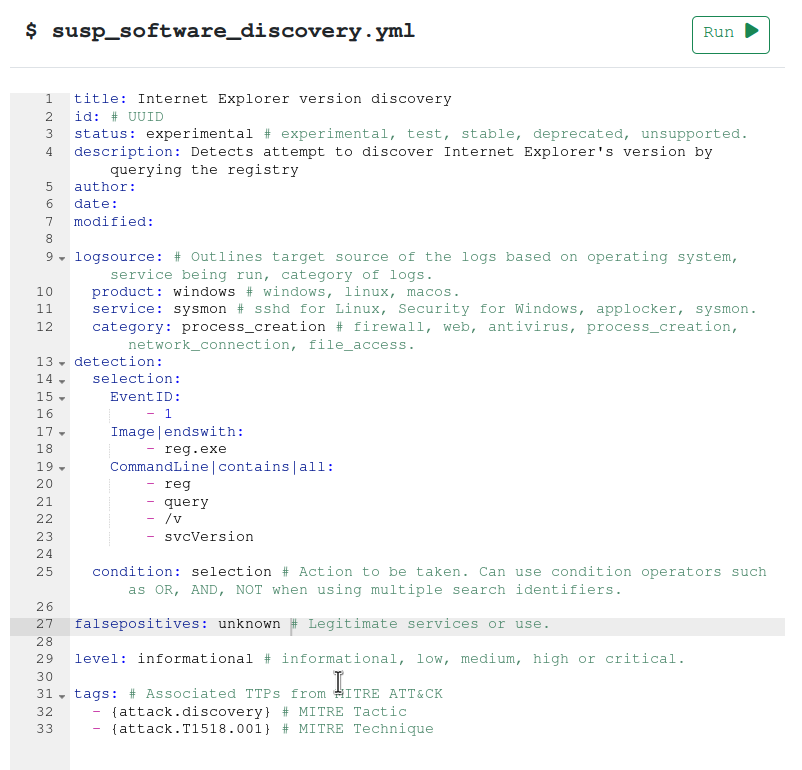 $ susp_software_discovery.yml
Run
1 title: Internet Explorer version discovery
2 id: # UUID
3 status: experimental # experimental, test, stable, deprecated, unsupported.
4 description: Detects attempt to discover Internet Explorer's version by
querying the registry
5 author:
6 date:
7 modified:
8
9 logsource: # Outlines target source of the logs based on operating system,
service being run, category of logs.
10 product: windows # windows, linux, macos.
11 service: sysmon # sshd for Linux, Security for Windows, applocker, sysmon.
12 category: process_creation # firewall, web, antivirus, process_creation,
network_connection, file_access.
13 detection:
14 selection:
15 EventID:
16 - 1
17 Image|endswith:
18 - reg.exe
19 CommandLine|contains|all:
20 - reg
21 - query
22 - /v
23 - svcVersion
24
25 condition: selection # Action to be taken. Can use condition operators such
as OR, AND, NOT when using multiple search identifiers.
26
27 falsepositives: unknown # Legitimate services or use.
28
29 level: informational # informational, low, medium, high or critical.
30
31 tags: # Associated TTPs from MITRE ATT&CK
32 - {attack.discovery} # MITRE Tactic
33 - {attack.T1518.001} # MITRE Technique